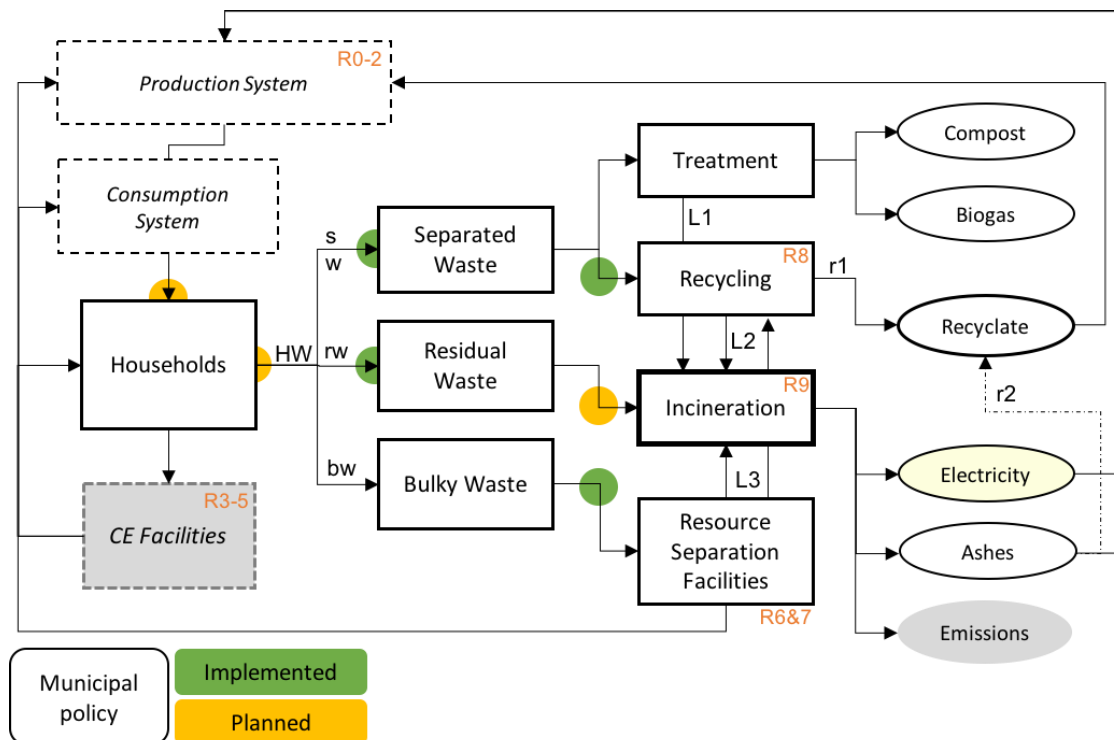 R0-2
Production System
Consumption
System
Households
R3-5
CE Facilities
HW
s
w
rw
bw
Separated
Waste
Residual
Waste
Bulky Waste
Treatment
L1
R8
Recycling
L2
R9
Incineration
L3
Resource
Separation
Facilities
R6&7
r1
r2
Compost
Biogas
Recyclate
Electricity
Ashes
Emissions
Municipal
policy
Implemented
Planned